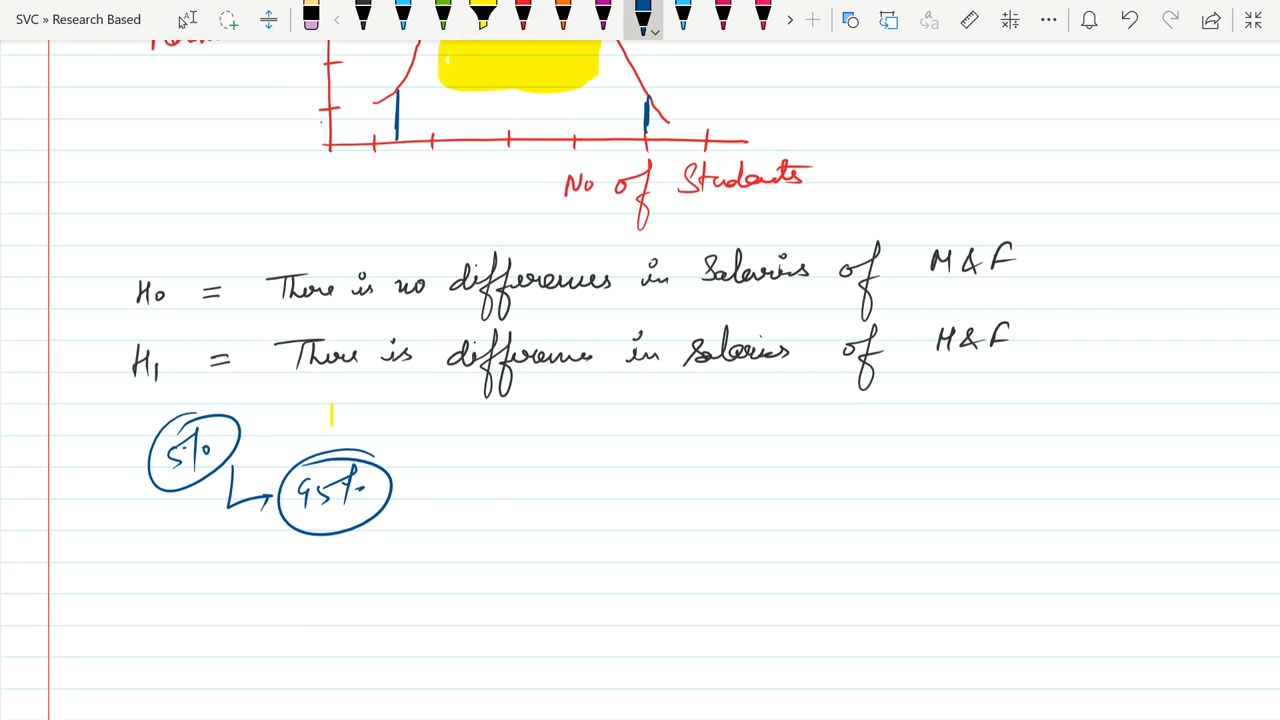 SVC » Research Based
No of Students
H0 = There is no differences in Salaries of M & F
H1 = There is difference in Salaries of M & F
5%
95%